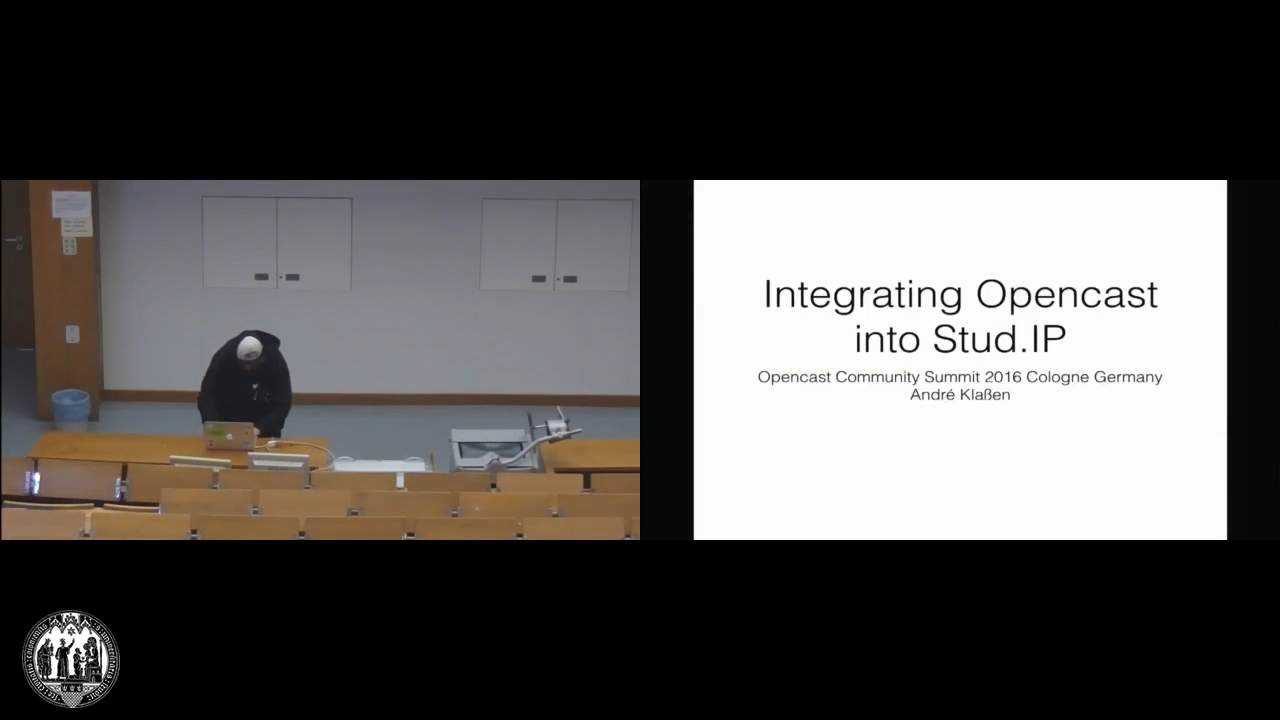 Integrating Opencast
into Stud.IP
Opencast Community Summit 2016 Cologne Germany
André Klaßen